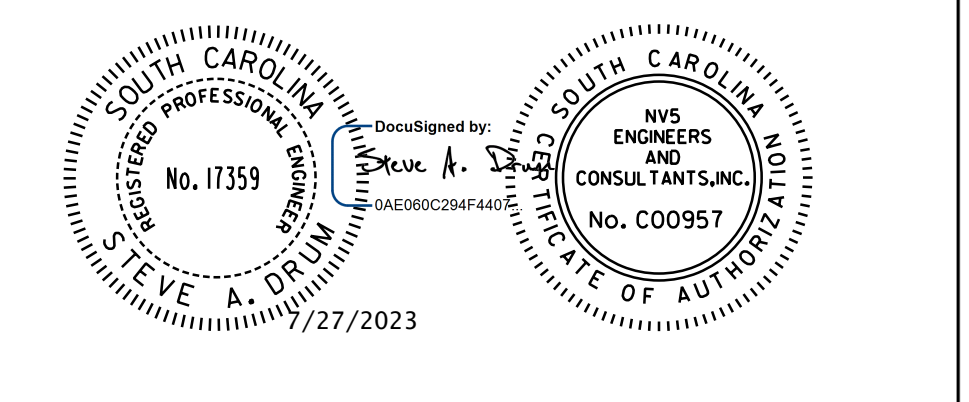 SOUTH CAROLINA
REGISTERED PROFESSIONAL ENGINEER
No. 17359
STEVE A. DRUM
DocuSigned by:
Steve A. Drum
0AE060C294F4407...
7/27/2023
SOUTH CAROLINA
NV5
ENGINEERS
AND
CONSULTANTS,INC.
No. C00957
CERTIFICATE OF AUTHORIZATION